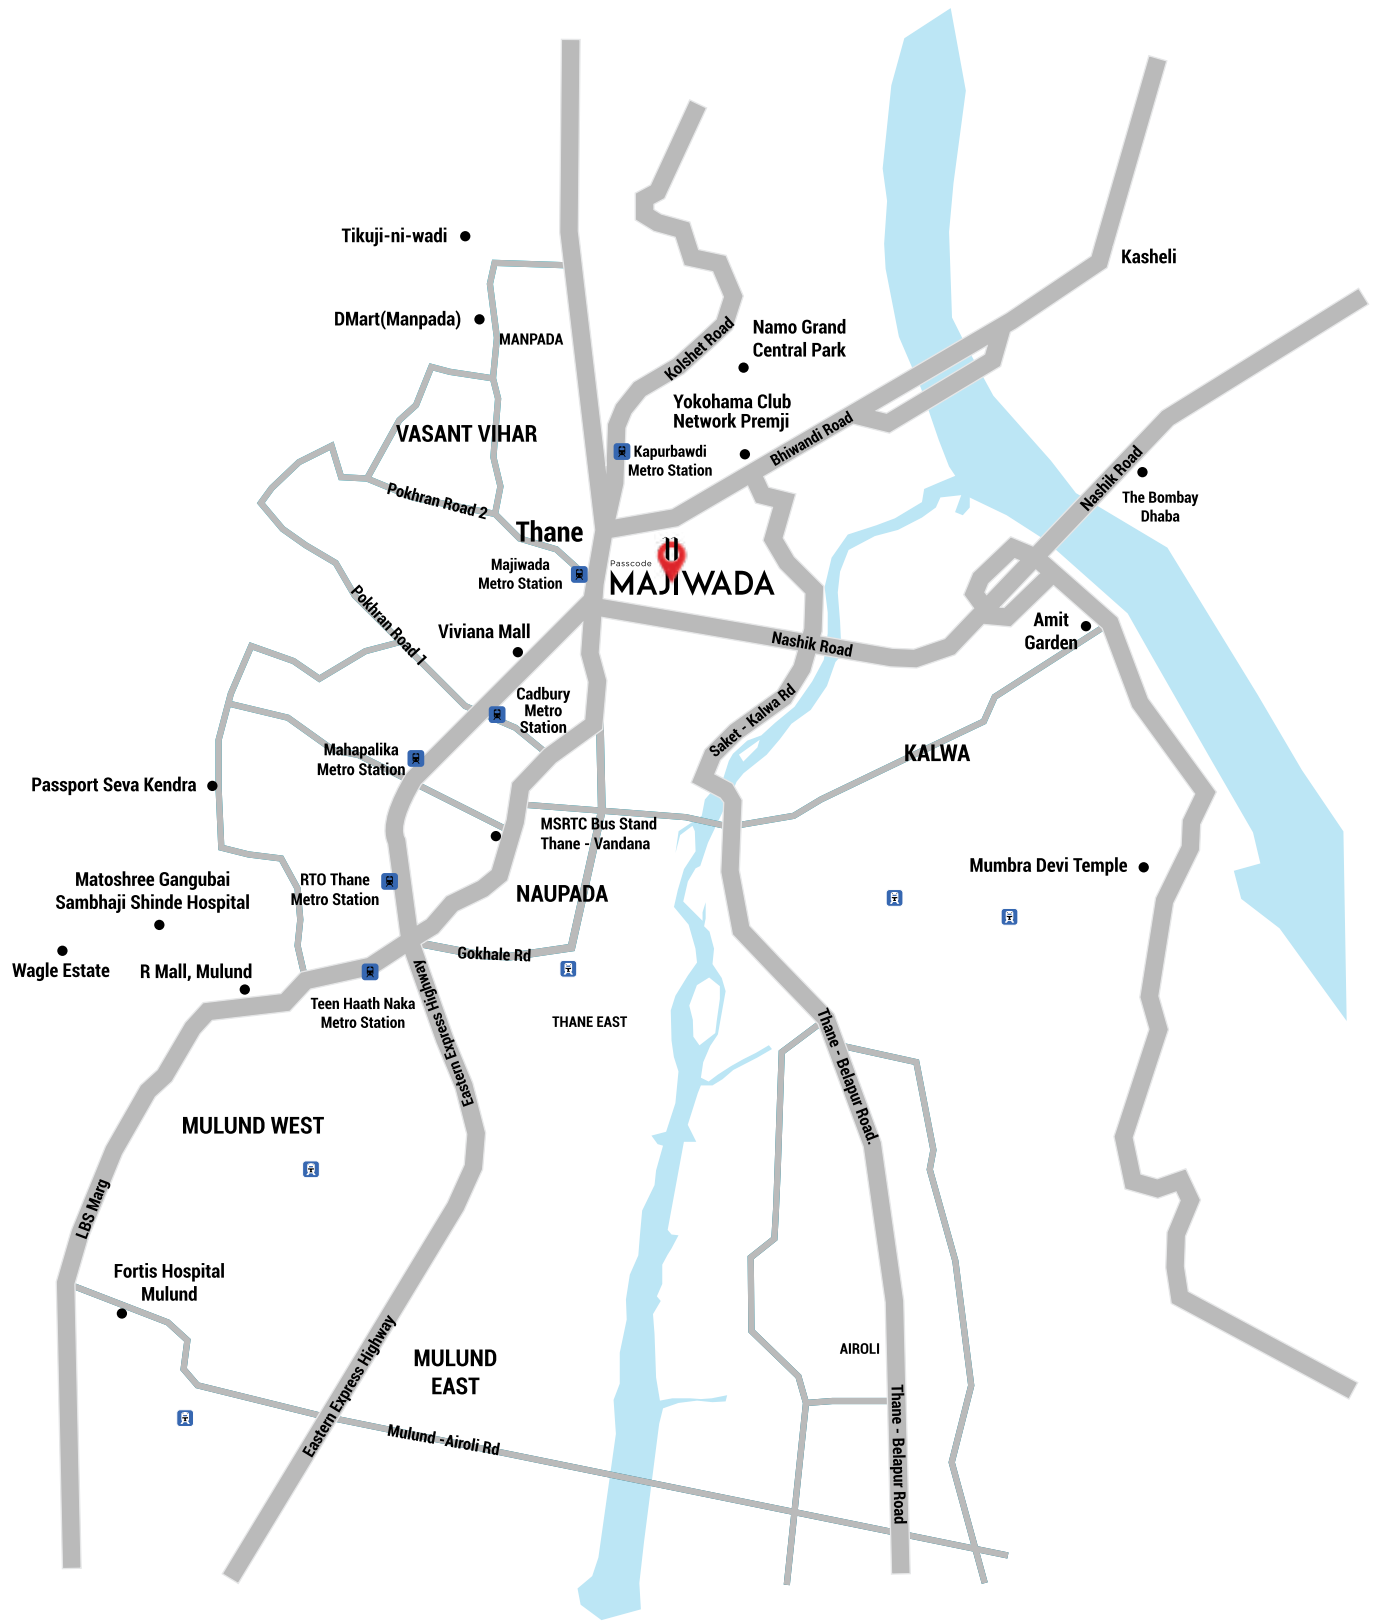 Tikuji-ni-wadi
Kasheli
DMart(Manpada)
MANPADA
Kolshet Road
Namo Grand
Central Park
Yokohama Club
Network Premji
VASANT VIHAR
Bhiwandi Road
Kapurbawdi
Metro Station
Nashik Road
The Bombay
Dhaba
Pokhran Road 2
Thane
Majiwada
Metro Station
Passcode
MAJIWADA
Pokhran Road 1
Viviana Mall
Nashik Road
Amit
Garden
Cadbury
Metro
Station
Saket - Kalwa Rd
Mahapalika
Metro Station
KALWA
Passport Seva Kendra
MSRTC Bus Stand
Thane - Vandana
Mumbra Devi Temple
Matoshree Gangubai
Sambhaji Shinde Hospital
RTO Thane
Metro Station
NAUPADA
Wagle Estate
R Mall, Mulund
Gokhale Rd
Teen Haath Naka
Metro Station
Eastern Express Highway
THANE EAST
Thane - Belapur Road.
MULUND WEST
LBS Marg
Fortis Hospital
Mulund
Eastern Express Highway
MULUND
EAST
AIROLI
Mulund -Airoli Rd
Thane - Belapur Road